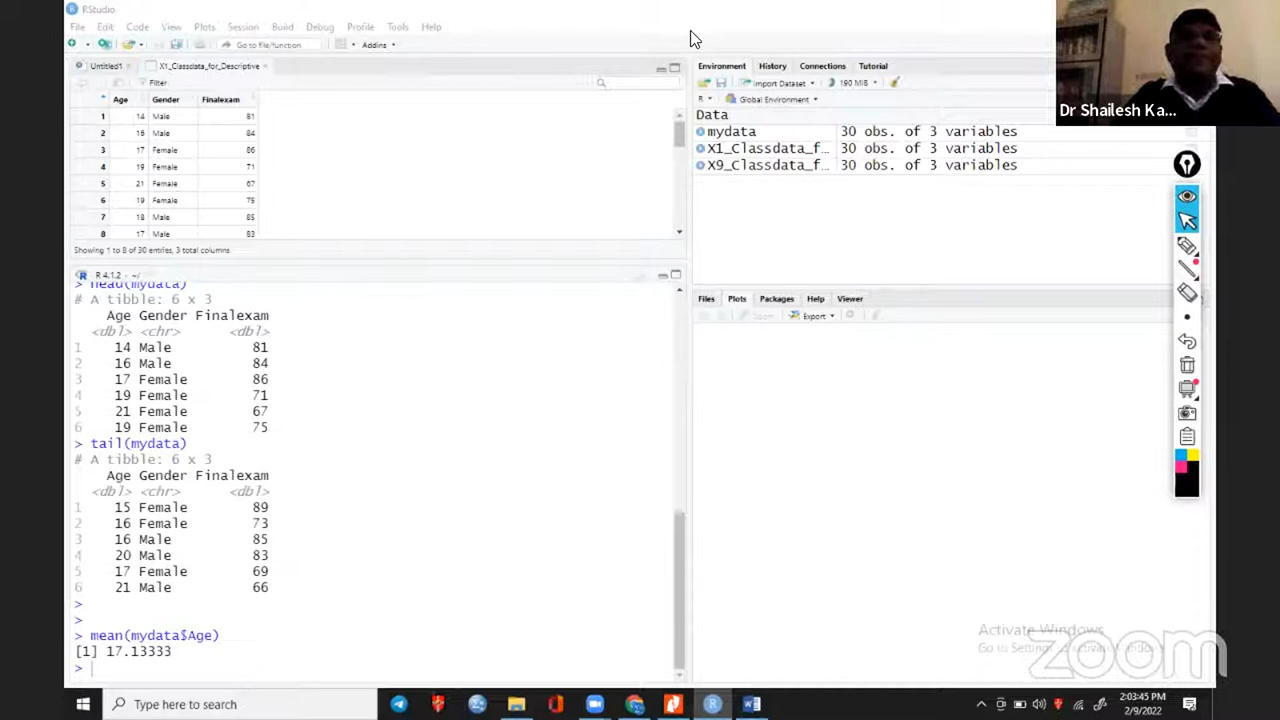 RStudio
File Edit Code View Plots Session Build Debug Profile Tools Help
Go to file/function Addins
Untitled1 X1_Classdata_for_Descriptive
Filter
Age Gender Finalexam
1 14 Male 81
2 16 Male 84
3 17 Female 86
4 19 Female 71
5 21 Female 67
6 19 Female 75
7 18 Male 85
8 17 Male 83
Showing 1 to 8 of 30 entries, 3 total columns
R 4.1.2 · ~/
> head(mydata)
# A tibble: 6 x 3
Age Gender Finalexam
<dbl> <chr> <dbl>
1 14 Male 81
2 16 Male 84
3 17 Female 86
4 19 Female 71
5 21 Female 67
6 19 Female 75
> tail(mydata)
# A tibble: 6 x 3
Age Gender Finalexam
<dbl> <chr> <dbl>
1 15 Female 89
2 16 Female 73
3 16 Male 85
4 20 Male 83
5 17 Female 69
6 21 Male 66
>
>
> mean(mydata$Age)
[1] 17.13333
>
Environment History Connections Tutorial
Import Dataset 190 MiB
R Global Environment
Data
mydata 30 obs. of 3 variables
X1_Classdata_f… 30 obs. of 3 variables
X9_Classdata_f… 30 obs. of 3 variables
Files Plots Packages Help Viewer
Zoom Export
Dr Shailesh Ka...
Activate Windows
Go to Settings to activate Windows.
zoom
Type here to search
2:03:45 PM
2/9/2022